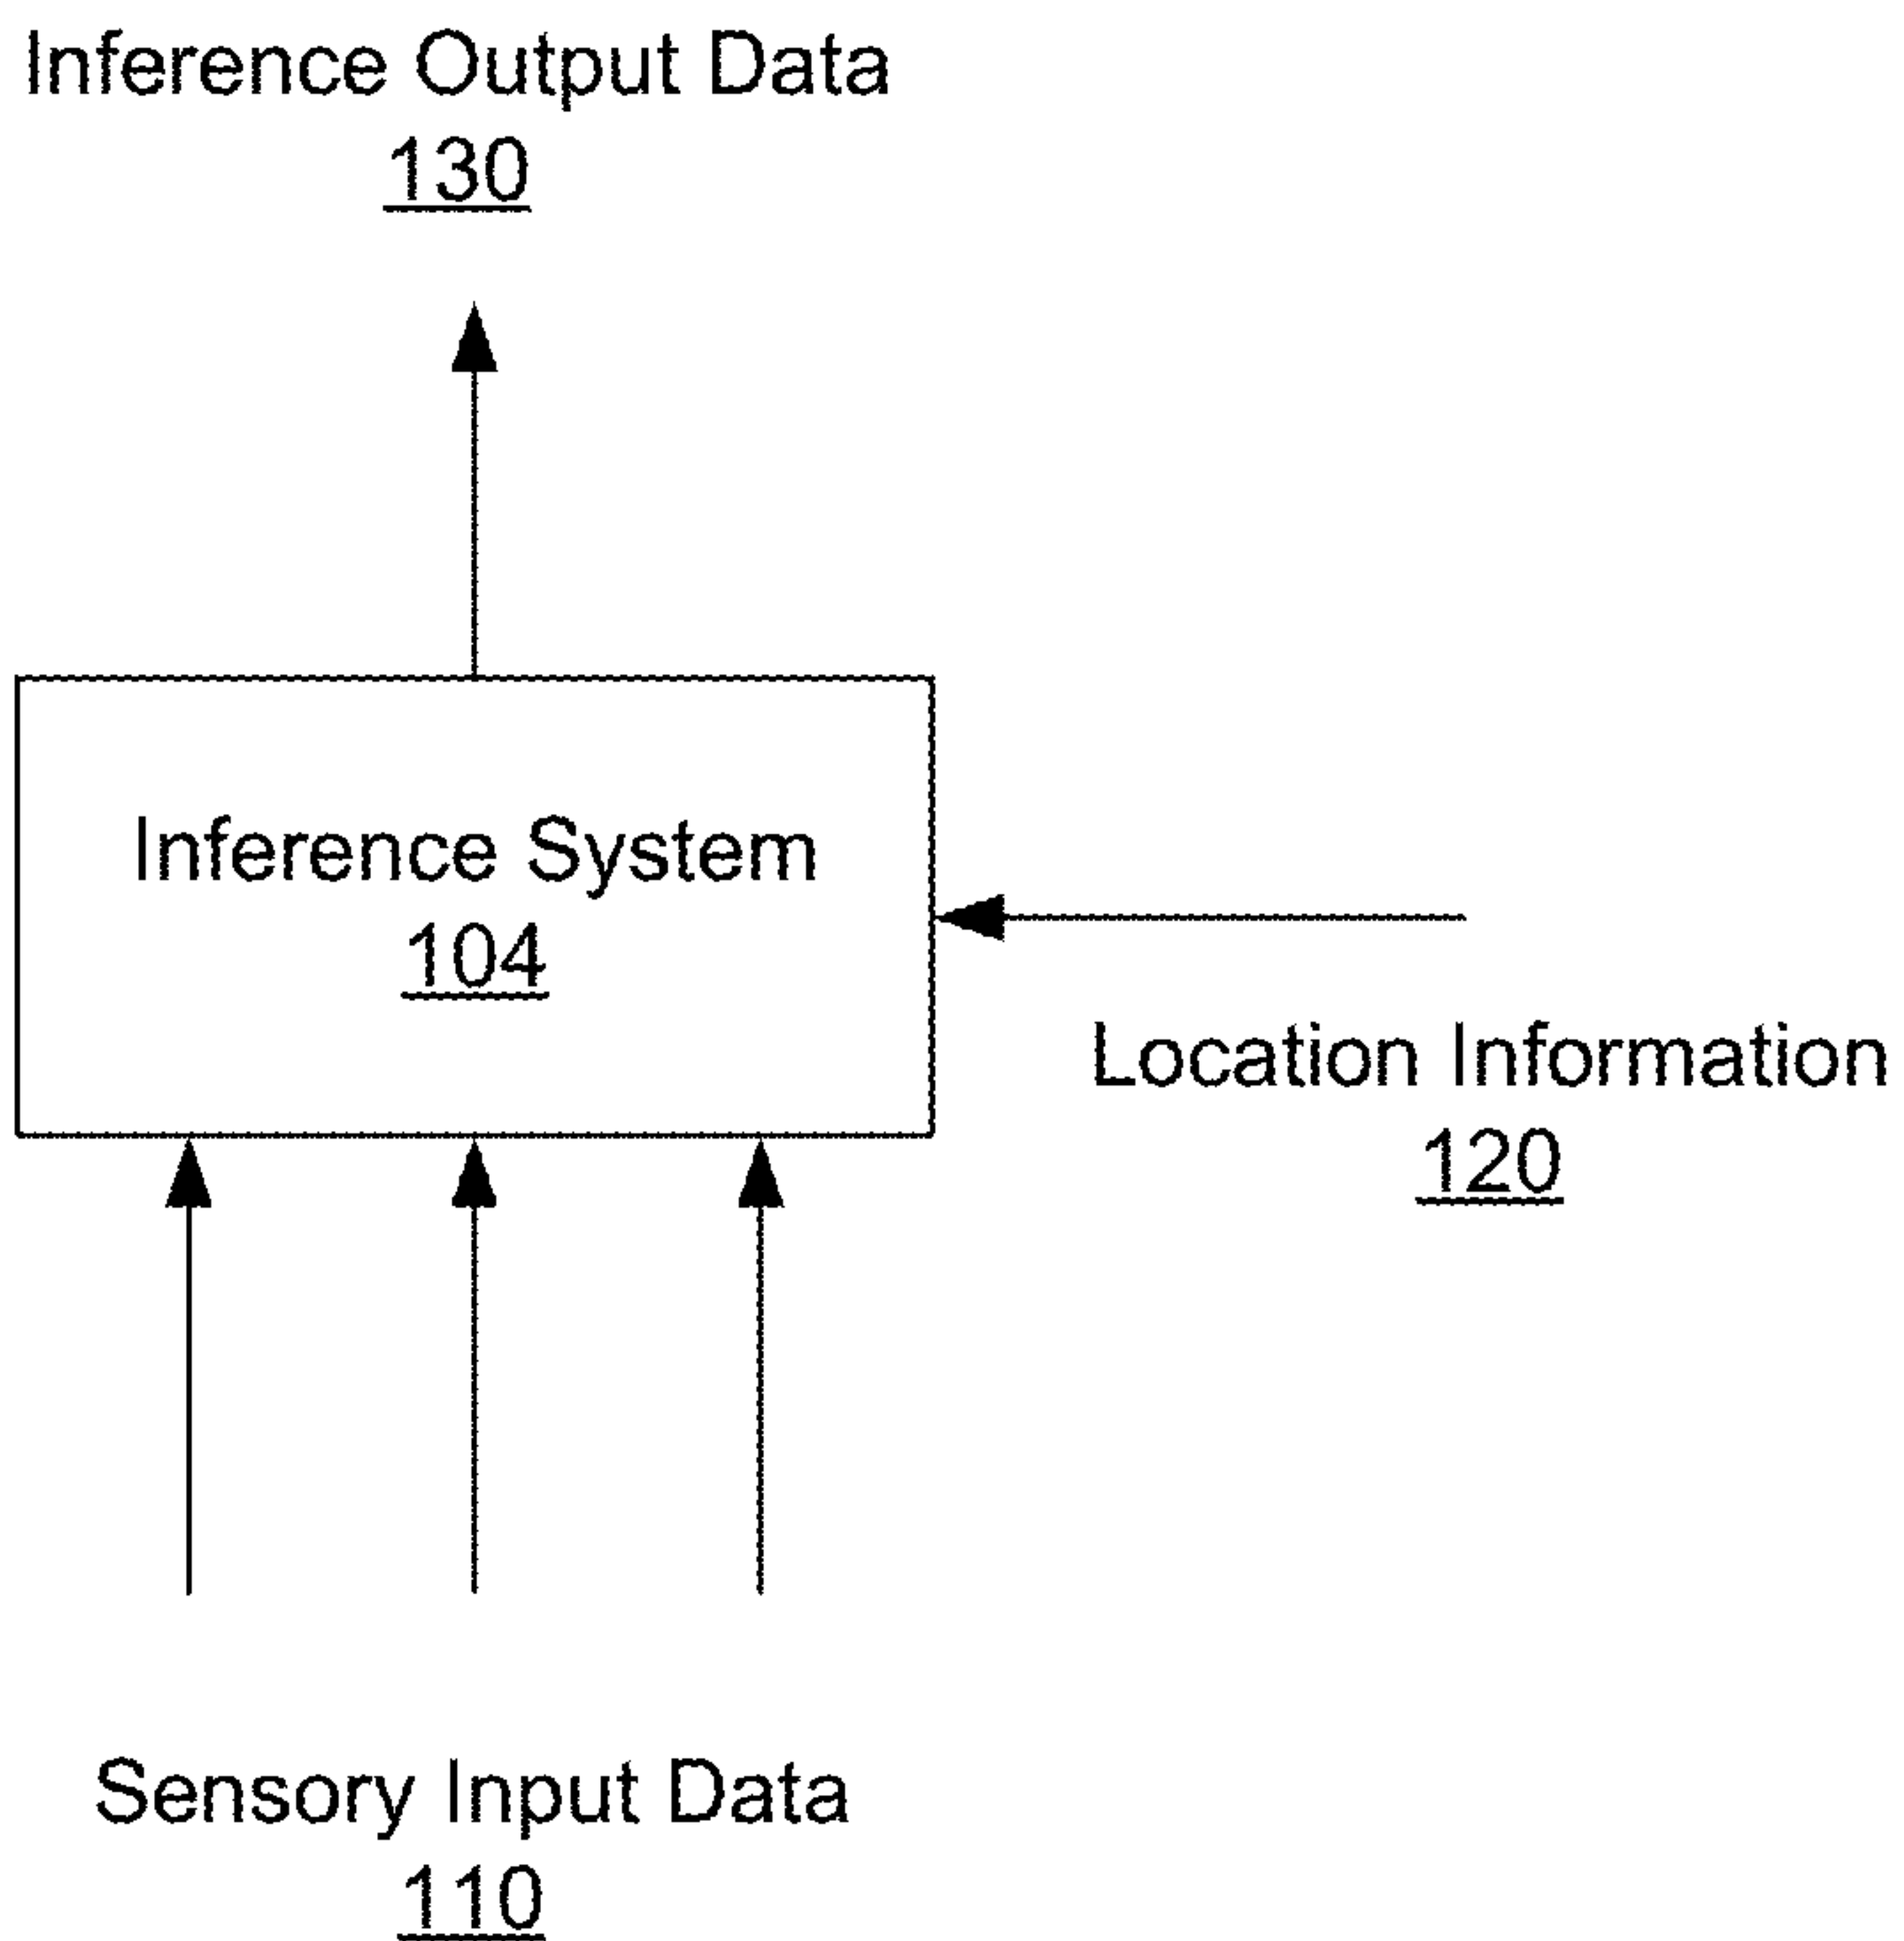 Inference Output Data
130
Inference System
104
Location Information
120
Sensory Input Data
110